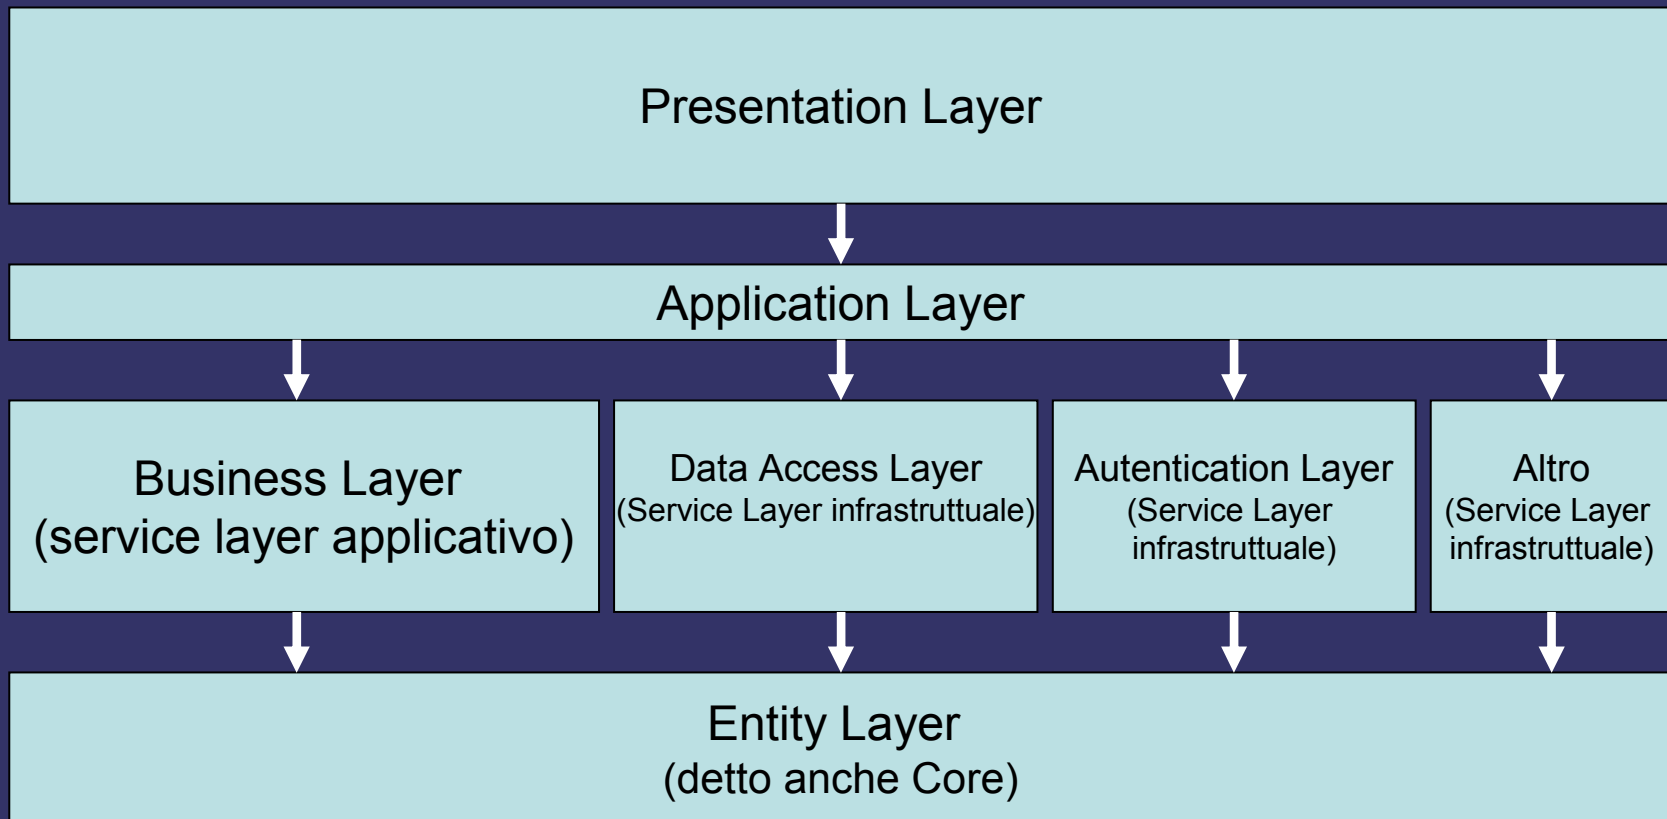 Presentation Layer
Application Layer
Business Layer
(service layer applicativo)
Data Access Layer
(Service Layer infrastruttuale)
Autentication Layer
(Service Layer
infrastruttuale)
Altro
(Service Layer
infrastruttuale)
Entity Layer
(detto anche Core)